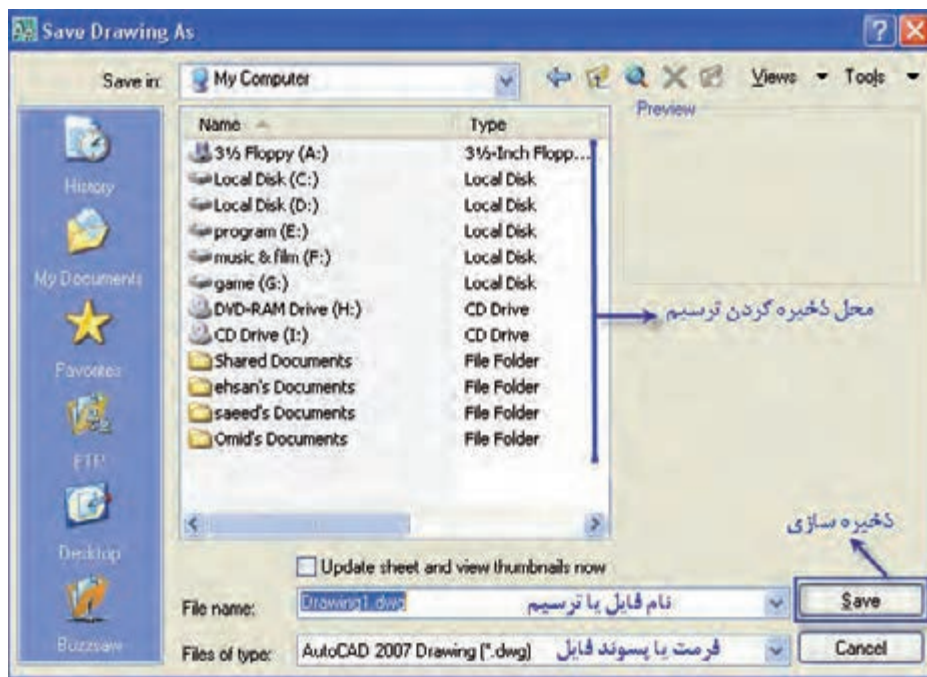 Save Drawing As
Save in: My Computer Views Tools
Name Type Preview
3½ Floppy (A:) 3½-Inch Flopp...
Local Disk (C:) Local Disk
Local Disk (D:) Local Disk
program (E:) Local Disk
music & film (F:) Local Disk
game (G:) Local Disk
DVD-RAM Drive (H:) CD Drive
CD Drive (I:) CD Drive
Shared Documents File Folder
ehsan's Documents File Folder
saeed's Documents File Folder
Omid's Documents File Folder
History
My Documents
Favorites
FTP
Desktop
Buzzsaw
محل ذخیره کردن ترسیم
ذخیره سازی
Update sheet and view thumbnails now
File name: Drawing1.dwg نام فایل یا ترسیم Save
Files of type: AutoCAD 2007 Drawing (*.dwg) فرمت یا پسوند فایل Cancel